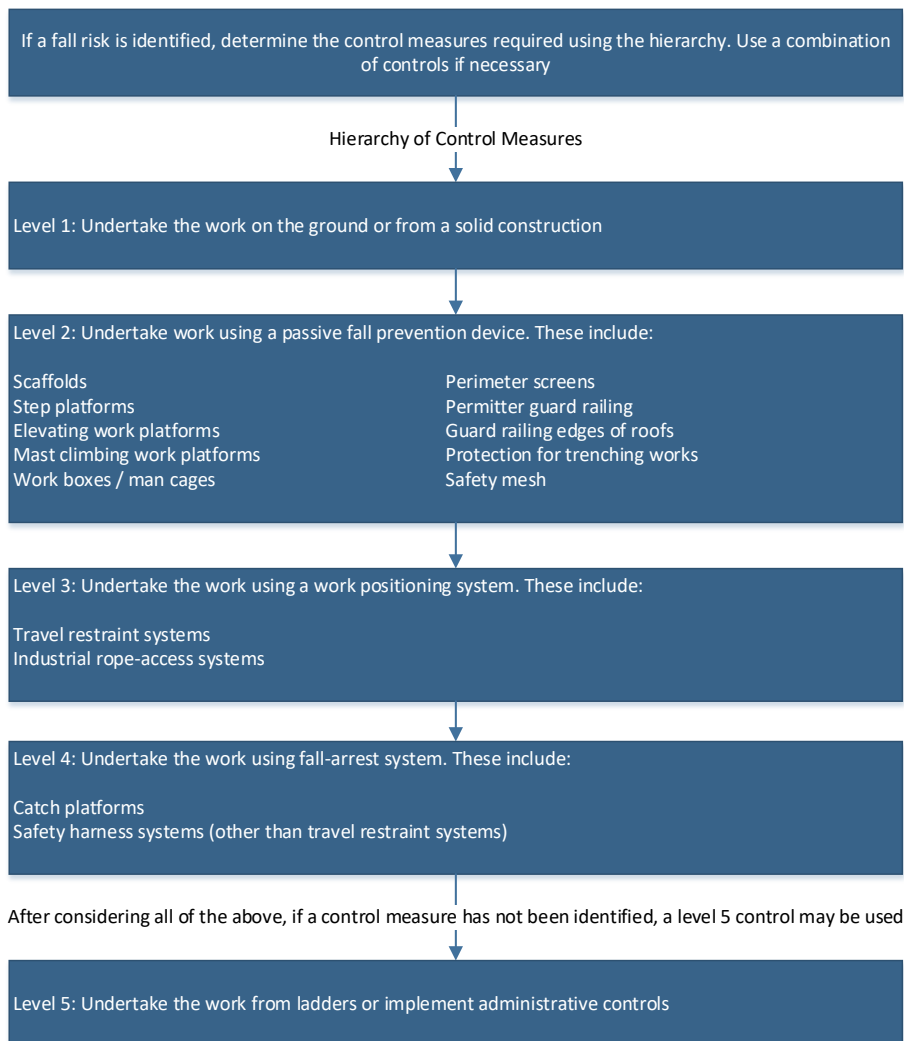 If a fall risk is identified, determine the control measures required using the hierarchy. Use a combination
of controls if necessary
Hierarchy of Control Measures
Level 1: Undertake the work on the ground or from a solid construction
Level 2: Undertake work using a passive fall prevention device. These include:
Scaffolds
Step platforms
Elevating work platforms
Mast climbing work platforms
Work boxes / man cages
Perimeter screens
Permitter guard railing
Guard railing edges of roofs
Protection for trenching works
Safety mesh
Level 3: Undertake the work using a work positioning system. These include:
Travel restraint systems
Industrial rope-access systems
Level 4: Undertake the work using fall-arrest system. These include:
Catch platforms
Safety harness systems (other than travel restraint systems)
After considering all of the above, if a control measure has not been identified, a level 5 control may be used
Level 5: Undertake the work from ladders or implement administrative controls